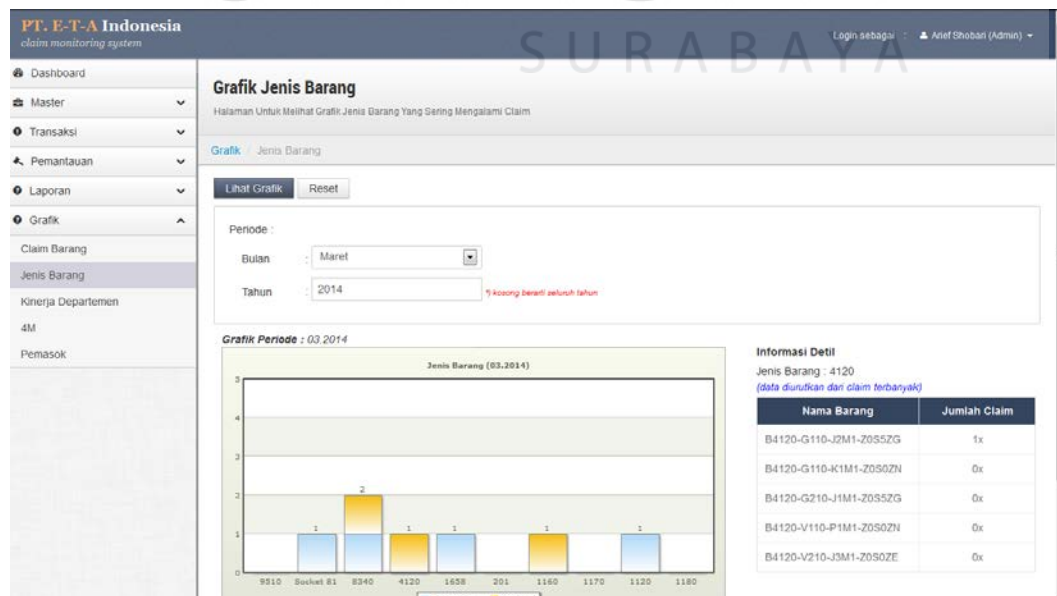 SURABAYA
PT. E-T-A Indonesia
claim monitoring system
Login sebagai : Arief Shobari (Admin)
Dashboard
Master
Transaksi
Pemantauan
Laporan
Grafik
Claim Barang
Jenis Barang
Kinerja Departemen
4M
Pemasok
Grafik Jenis Barang
Halaman Untuk Melihat Grafik Jenis Barang Yang Sering Mengalami Claim
Grafik / Jenis Barang
Lihat Grafik Reset
Periode :
Bulan : Maret
Tahun : 2014 *) kosong berarti seluruh tahun
Grafik Periode : 03.2014
Jenis Barang (03.2014)
5
4
3
2
1
0
1 2 1 1 1 1
9510 Socket 81 8340 4120 1658 201 1160 1170 1120 1180
Informasi Detil
Jenis Barang : 4120
(data diurutkan dari claim terbanyak)
Nama Barang Jumlah Claim
B4120-G110-J2M1-Z0S5ZG 1x
B4120-G110-K1M1-Z0S0ZN 0x
B4120-G210-J1M1-Z0S5ZG 0x
B4120-V110-P1M1-Z0S0ZN 0x
B4120-V210-J3M1-Z0S0ZE 0x